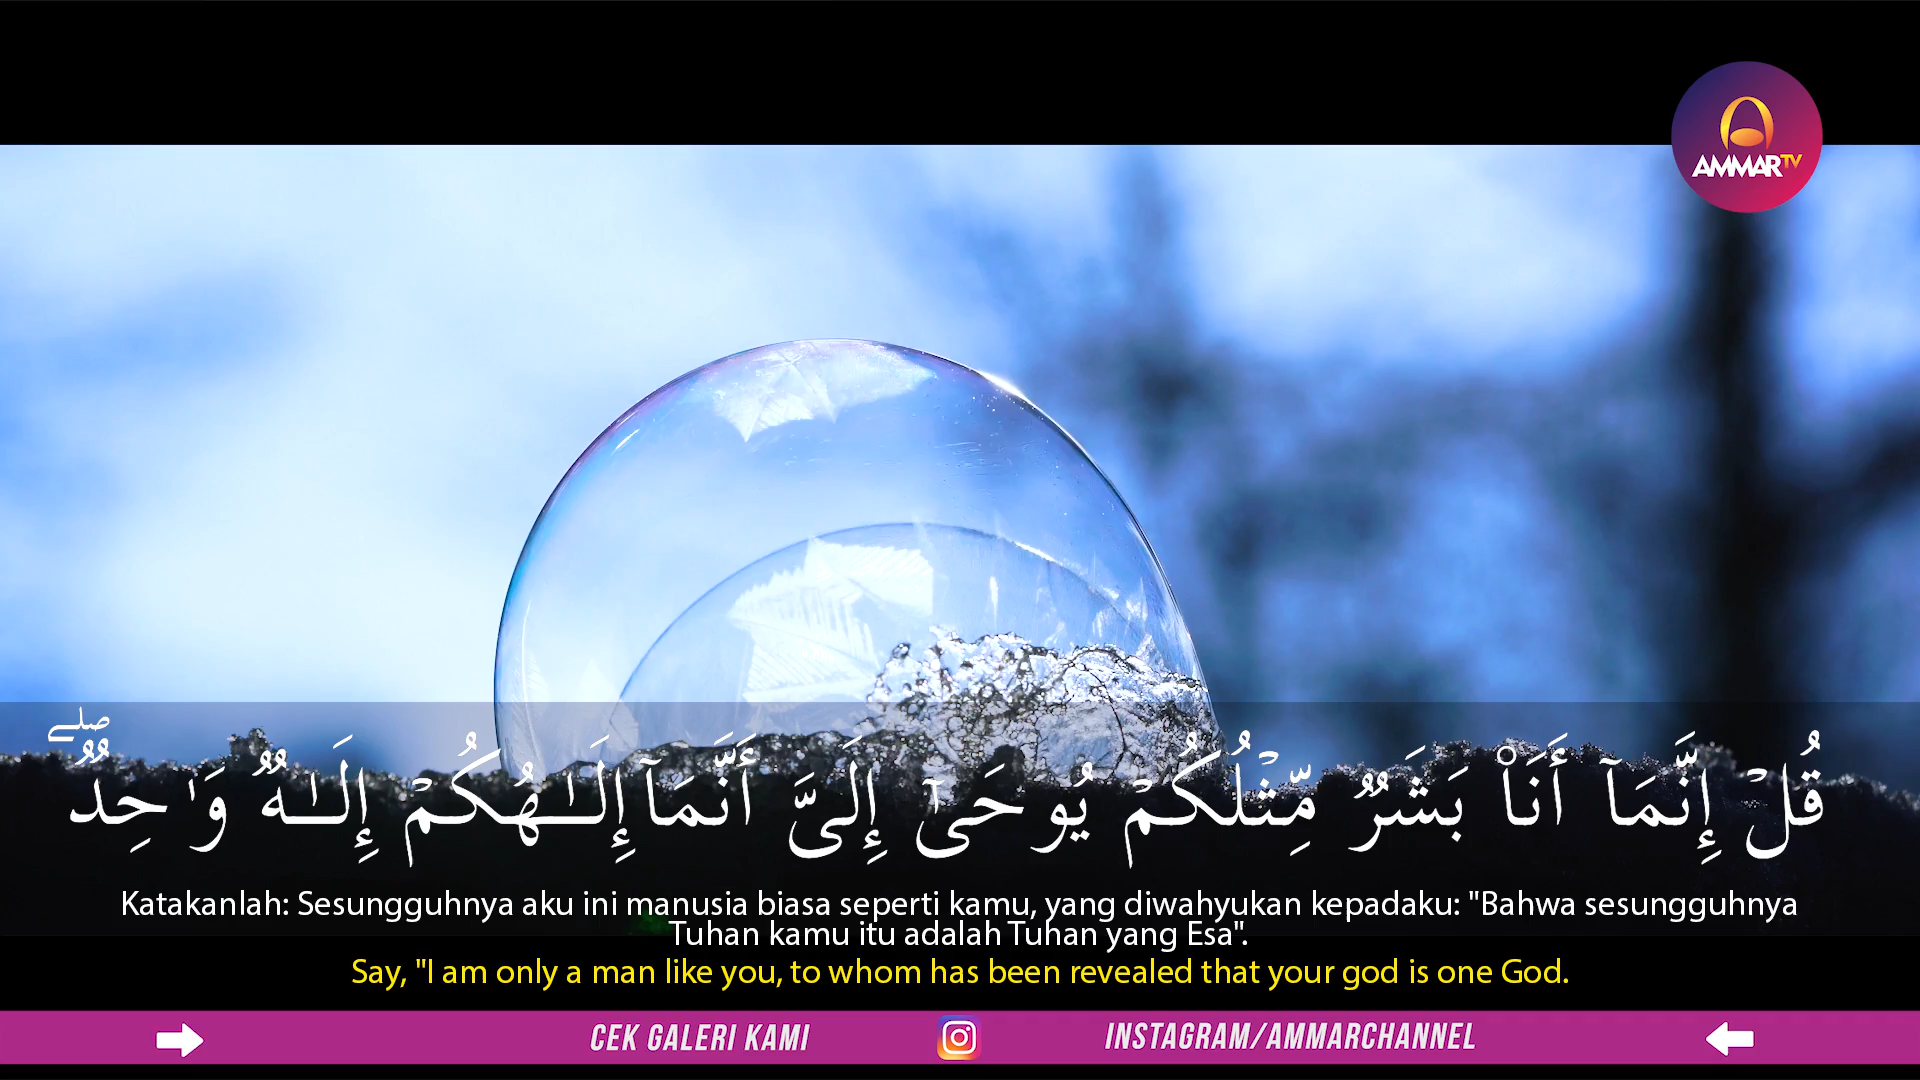 AMMARTV
قُلْ إِنَّمَآ أَنَا۠ بَشَرٌ مِّثْلُكُمْ يُوحَىٰٓ إِلَىَّ أَنَّمَآ إِلَـٰهُكُمْ إِلَـٰهٌ وَٰحِدٌ ۖ
Katakanlah: Sesungguhnya aku ini manusia biasa seperti kamu, yang diwahyukan kepadaku: "Bahwa sesungguhnya
Tuhan kamu itu adalah Tuhan yang Esa".
Say, "I am only a man like you, to whom has been revealed that your god is one God.
CEK GALERI KAMI INSTAGRAM/AMMARCHANNEL